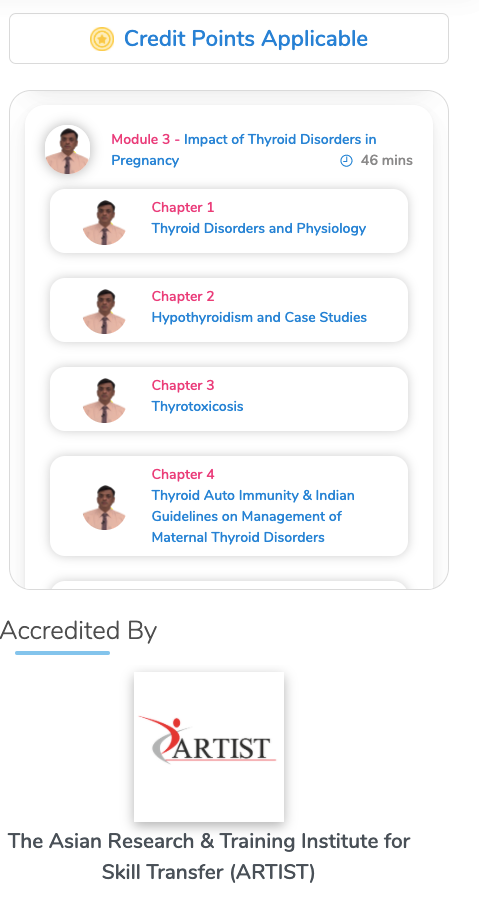 Credit Points Applicable
Module 3 - Impact of Thyroid Disorders in
Pregnancy
46 mins
Chapter 1
Thyroid Disorders and Physiology
Chapter 2
Hypothyroidism and Case Studies
Chapter 3
Thyrotoxicosis
Chapter 4
Thyroid Auto Immunity & Indian
Guidelines on Management of
Maternal Thyroid Disorders
Accredited By
ARTIST
The Asian Research & Training Institute for
Skill Transfer (ARTIST)